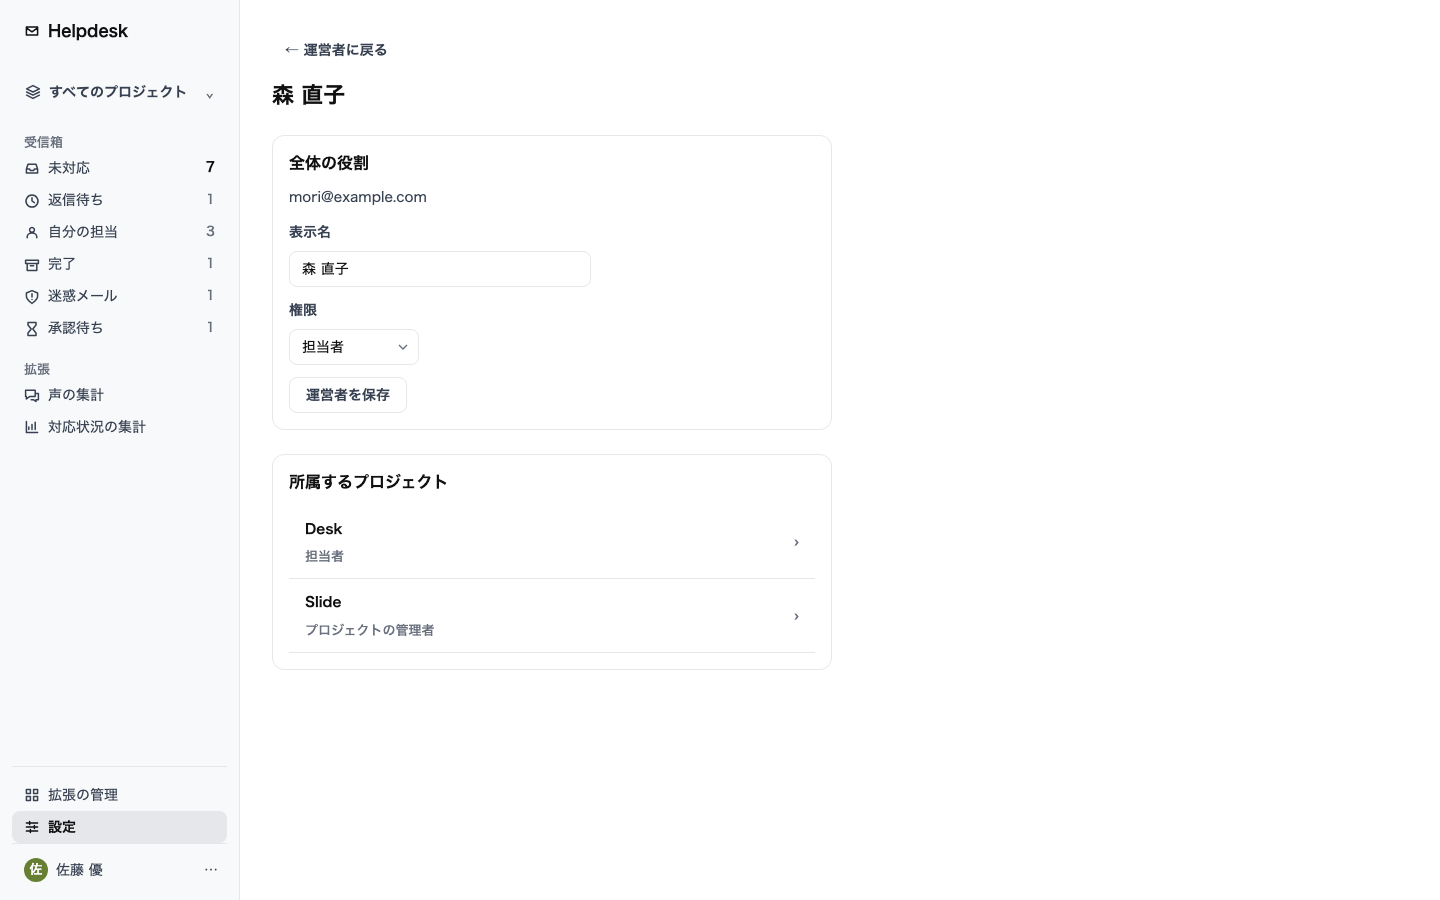 Helpdesk
すべてのプロジェクト
受信箱
未対応 7
返信待ち 1
自分の担当 3
完了 1
迷惑メール 1
承認待ち 1
拡張
声の集計
対応状況の集計
拡張の管理
設定
佐 佐藤 優 …
← 運営者に戻る
森 直子
全体の役割
mori@example.com
表示名
森 直子
権限
担当者
運営者を保存
所属するプロジェクト
Desk
担当者
Slide
プロジェクトの管理者